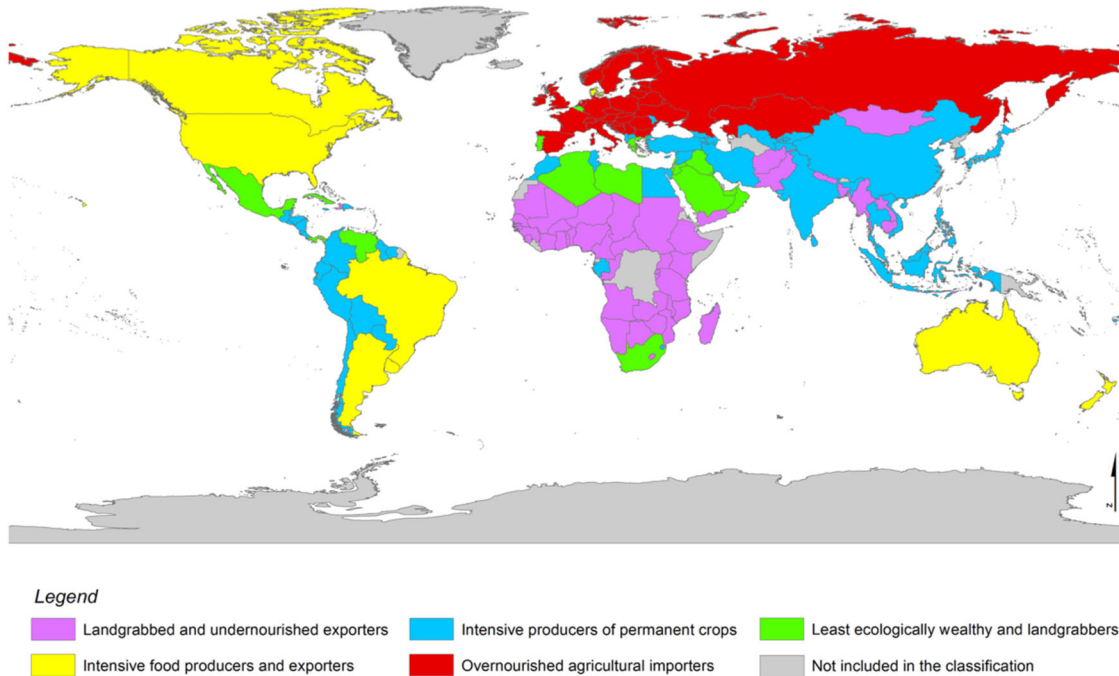 N
Legend
Landgrabbed and undernourished exporters
Intensive producers of permanent crops
Least ecologically wealthy and landgrabbers
Intensive food producers and exporters
Overnourished agricultural importers
Not included in the classification